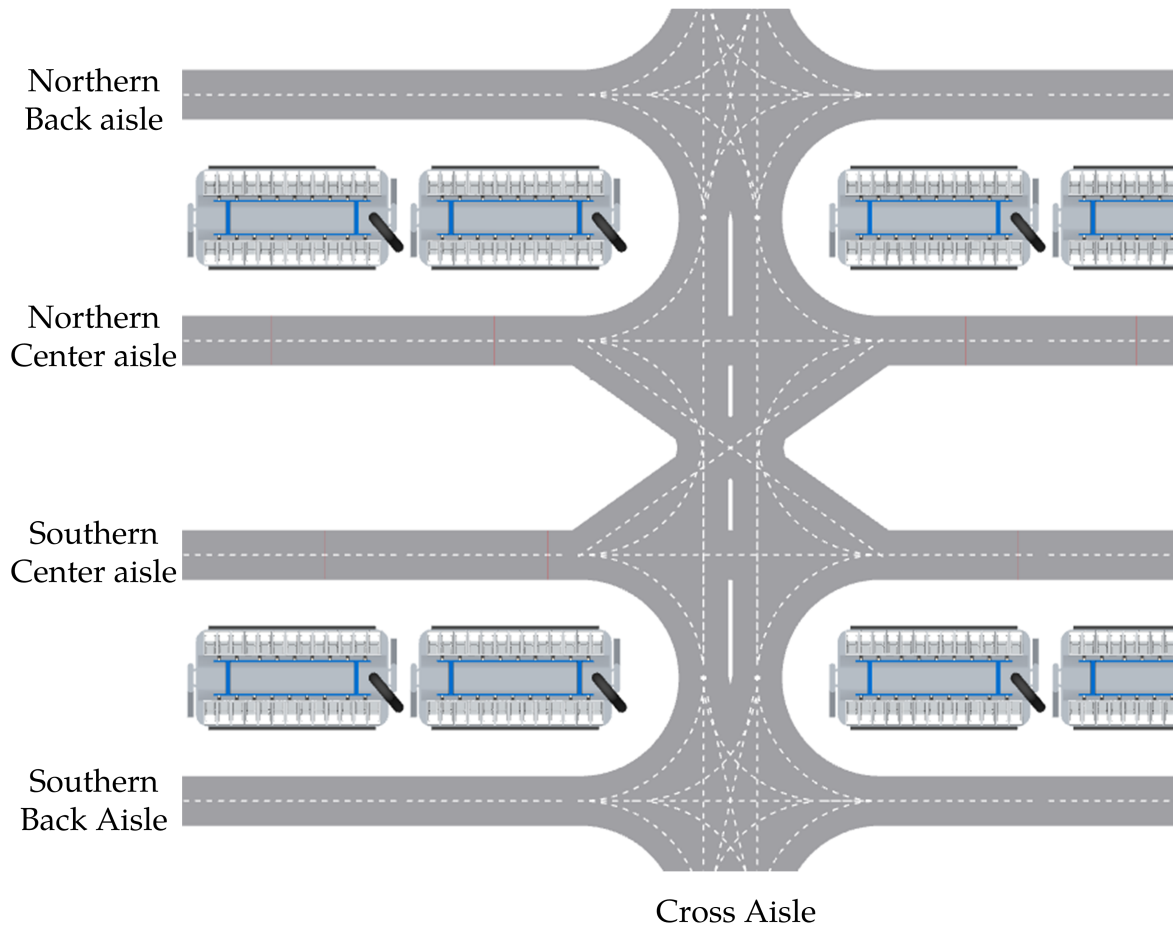 Northern
Back aisle
Northern
Center aisle
Southern
Center aisle
Southern
Back Aisle
Cross Aisle